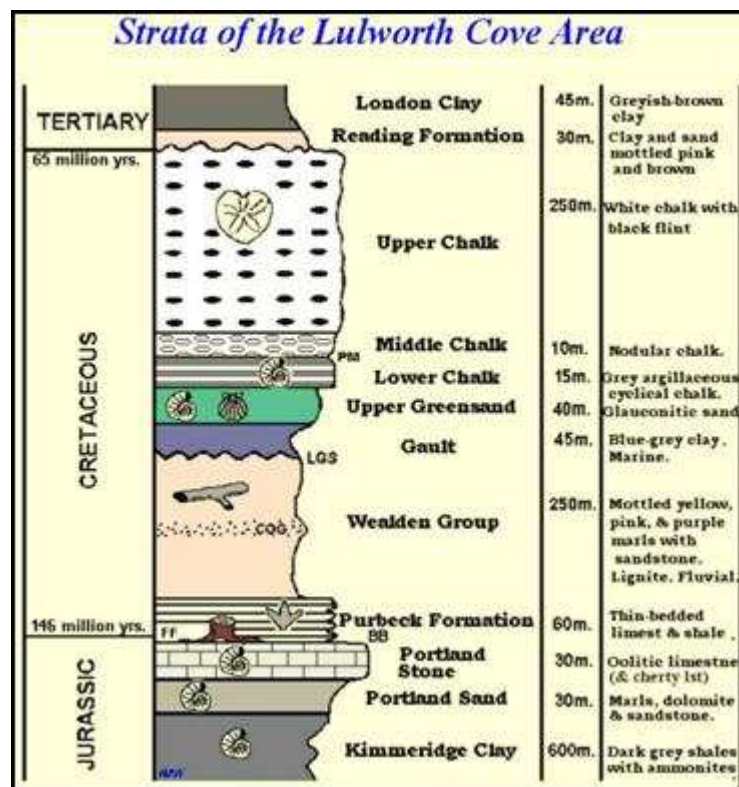 Strata of the Lulworth Cove Area
TERTIARY
65 million yrs.
CRETACEOUS
146 million yrs.
JURASSIC
PM
LGS
CQG
FF
BB
London Clay 45m. Greyish-brown
clay
Reading Formation 30m. Clay and sand
mottled pink
and brown
Upper Chalk 250m. White chalk with
black flint
Middle Chalk 10m. Nodular chalk.
Lower Chalk 15m. Grey argillaceous
cyclical chalk.
Upper Greensand 40m. Glauconitic sand
Gault 45m. Blue-grey clay.
Marine.
Wealden Group 250m. Mottled yellow,
pink, & purple
marls with
sandstone.
Lignite. Fluvial.
Purbeck Formation 60m. Thin-bedded
limest & shale
Portland
Stone 30m. Oolitic limestne
(& cherty lst)
Portland Sand 30m. Marls, dolomite
& sandstone.
Kimmeridge Clay 600m. Dark grey shales
with ammonites